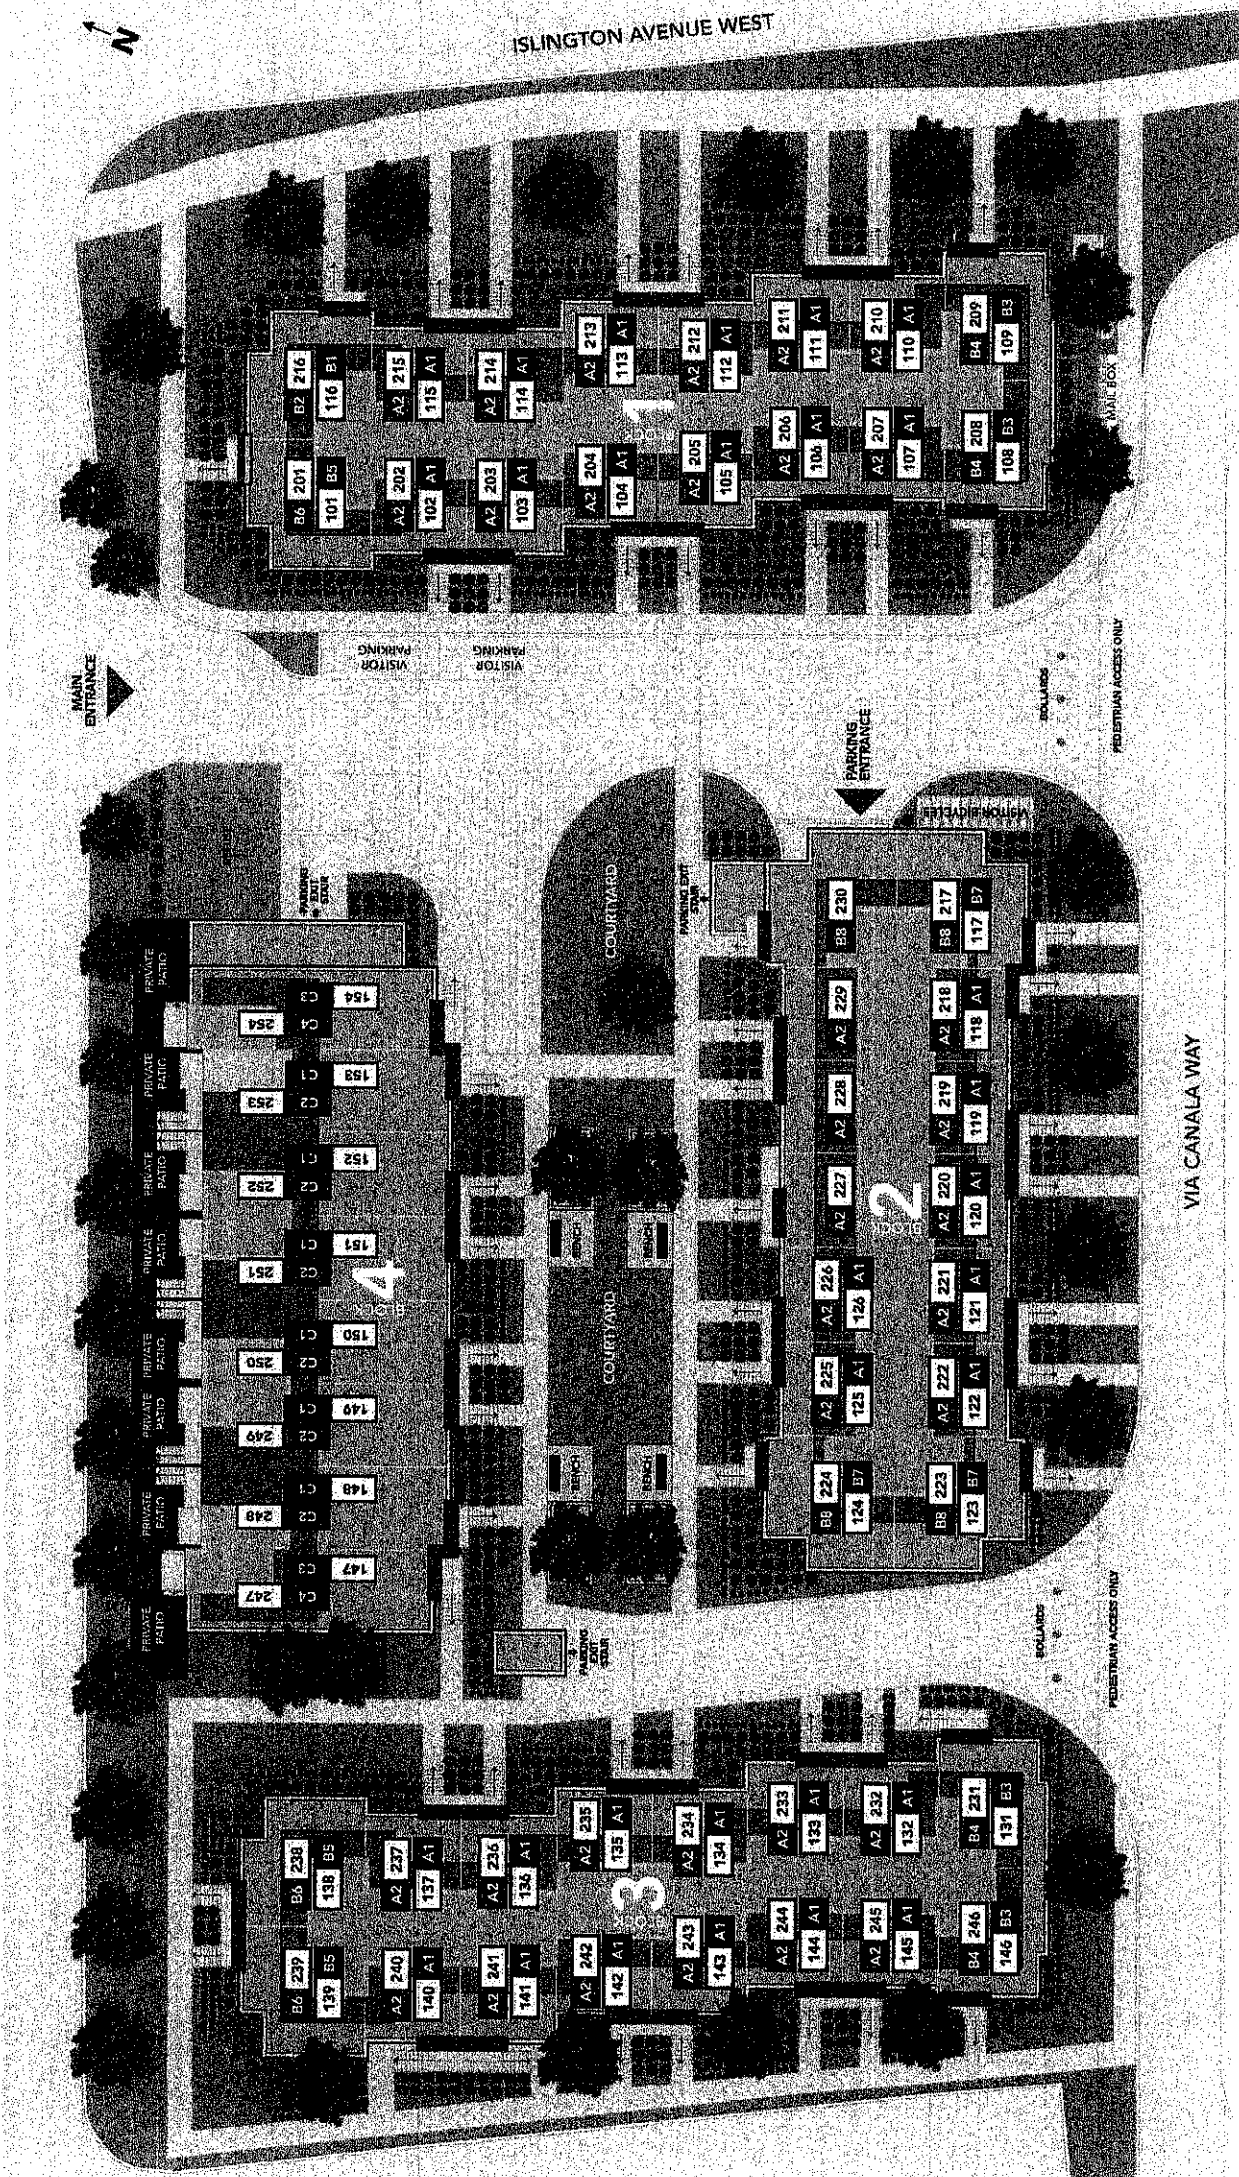 N
ISLINGTON AVENUE WEST
MAIN
ENTRANCE
B6 201
101 B5
B2 216
116 B1
A2 202
102 A1
A2 215
115 A1
A2 203
103 A1
A2 214
114 A1
A2 204
104 A1
A2 213
113 A1
1
A2 205
105 A1
A2 212
112 A1
A2 206
106 A1
A2 211
111 A1
A2 207
107 A1
A2 210
110 A1
B4 208
108 B3
B4 209
109 B3
MAIL BOX
VISITOR
PARKING
VISITOR
PARKING
BOLLARDS
PEDESTRIAN ACCESS ONLY
PARKING
ENTRANCE
VISITOR BICYCLES
PARKING EXIT
STAIR
PARKING
EXIT
STAIR
COURTYARD
PRIVATE
PATIO
PRIVATE
PATIO
PRIVATE
PATIO
PRIVATE
PATIO
PRIVATE
PATIO
PRIVATE
PATIO
PRIVATE
PATIO
PRIVATE
PATIO
254 C4
C3 154
253 C2
C1 153
252 C2
C1 152
251 C2
C1 151
BLOCK
4
250 C2
C1 150
249 C2
C1 149
248 C2
C1 148
247 C4
C3 147
BENCH
BENCH
COURTYARD
BENCH
BENCH
B8 230
B8 217
117 B7
A2 229
A2 218
118 A1
A2 228
A2 219
119 A1
A2 227
A2 220
120 A1
2
A2 226
126 A1
A2 221
121 A1
A2 225
125 A1
A2 222
122 A1
B8 224
124 B7
B8 223
123 B7
VIA CANALA WAY
PARKING
EXIT
STAIR
BOLLARDS
PEDESTRIAN ACCESS ONLY
B6 239
139 B5
B6 238
138 B5
A2 240
140 A1
A2 237
137 A1
A2 241
141 A1
A2 236
136 A1
A2 242
142 A1
A2 235
135 A1
3
A2 243
143 A1
A2 234
134 A1
A2 244
144 A1
A2 233
133 A1
A2 245
145 A1
A2 232
132 A1
B4 246
146 B3
B4 231
131 B3